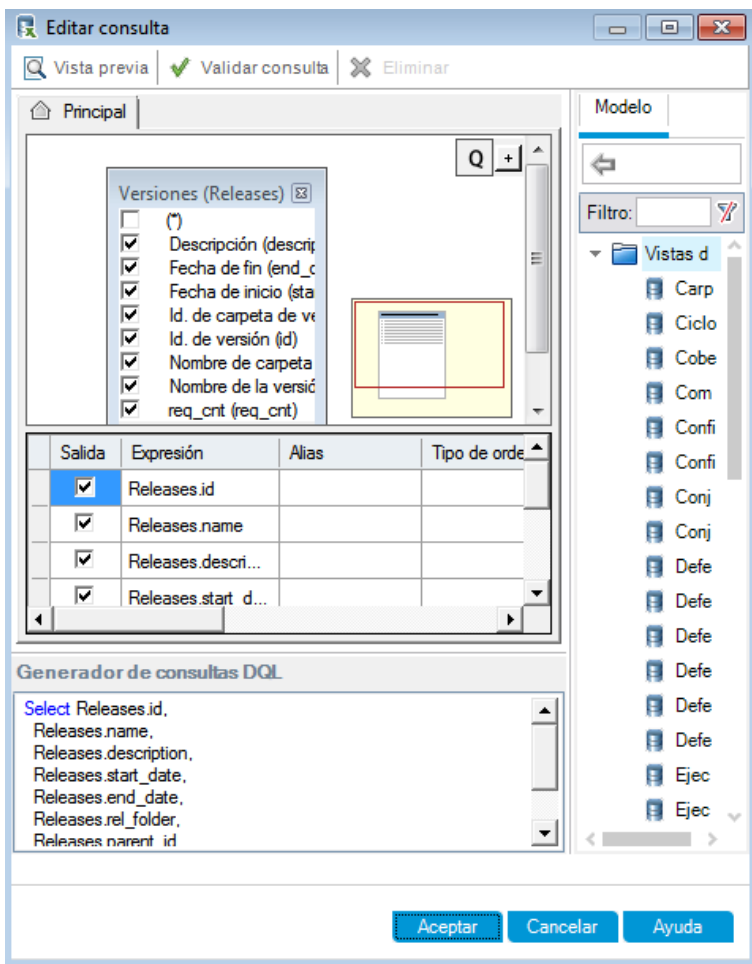 Editar consulta
Vista previa Validar consulta Eliminar
Principal
Q +
Versiones (Releases)
(*)
Descripción (descrip
Fecha de fin (end_d
Fecha de inicio (sta
Id. de carpeta de ve
Id. de versión (id)
Nombre de carpeta
Nombre de la versió
req_cnt (req_cnt)
Salida Expresión Alias Tipo de orde
Releases.id
Releases.name
Releases.descri...
Releases.start_d...
Generador de consultas DQL
Select Releases.id,
Releases.name,
Releases.description,
Releases.start_date,
Releases.end_date,
Releases.rel_folder,
Releases.parent_id
Modelo
Filtro:
Vistas d
Carp
Ciclo
Cobe
Com
Confi
Confi
Conj
Conj
Defe
Defe
Defe
Defe
Defe
Defe
Ejec
Ejec
Aceptar Cancelar Ayuda